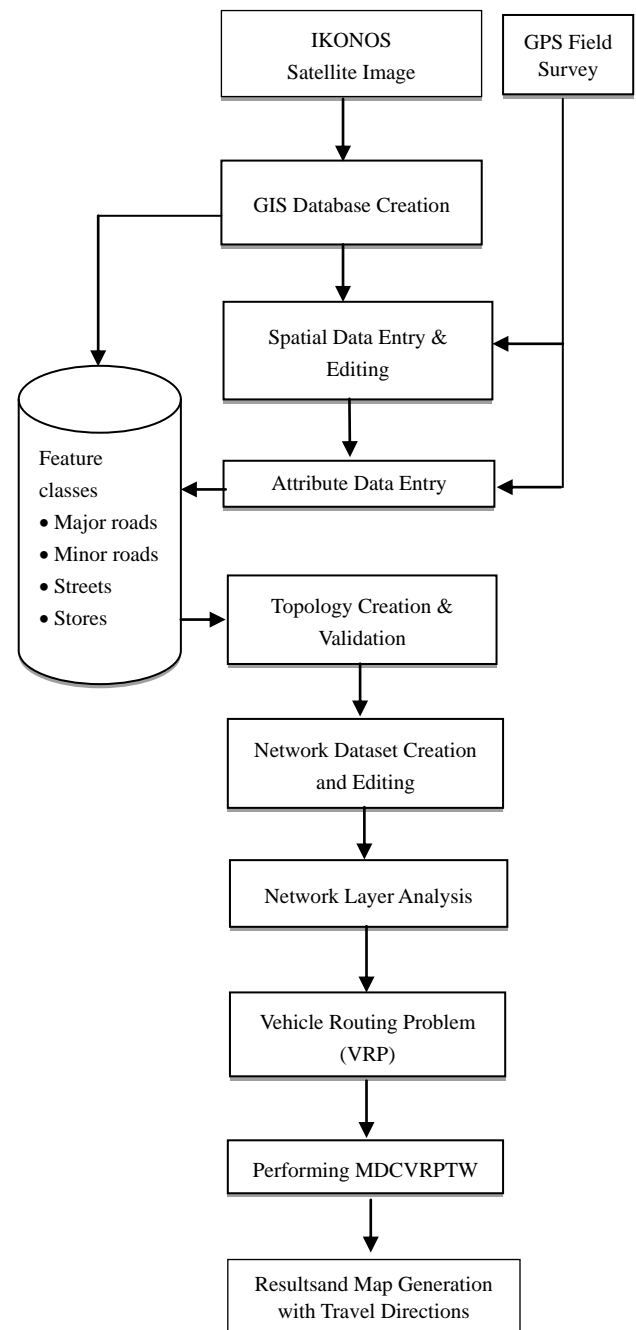 IKONOS
Satellite Image
GPS Field
Survey
GIS Database Creation
Spatial Data Entry &
Editing
Attribute Data Entry
Feature
classes
• Major roads
• Minor roads
• Streets
• Stores
Topology Creation &
Validation
Network Dataset Creation
and Editing
Network Layer Analysis
Vehicle Routing Problem
(VRP)
Performing MDCVRPTW
Resultsand Map Generation
with Travel Directions